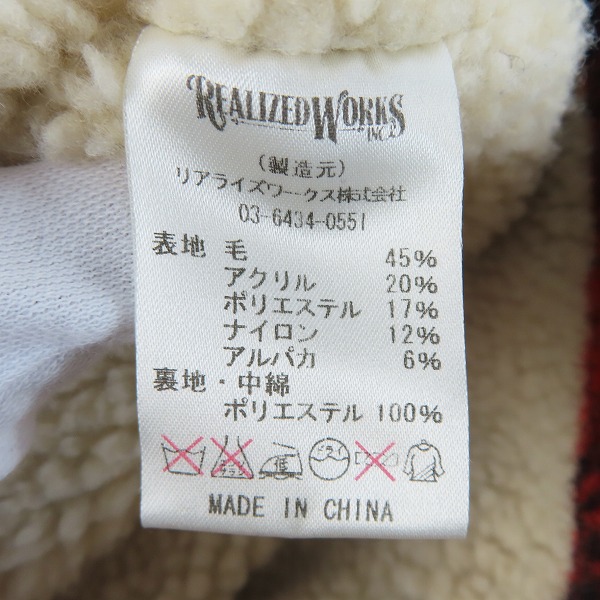 REALIZED WORKS
INC.
(製造元)
リアライズワークス株式会社
03-6434-0551
表地 毛 45%
アクリル 20%
ポリエステル 17%
ナイロン 12%
アルパカ 6%
裏地・中綿
ポリエステル 100%
低
MADE IN CHINA